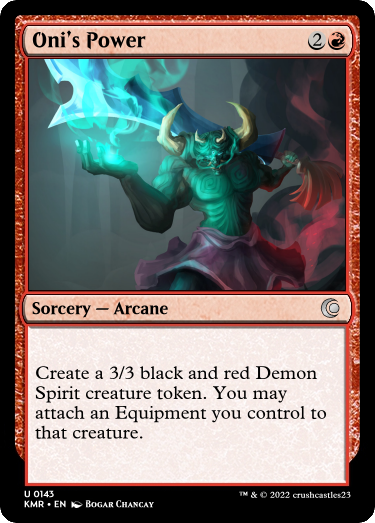 Oni's Power 2
Sorcery — Arcane
Create a 3/3 black and red Demon
Spirit creature token. You may
attach an Equipment you control to
that creature.
U 0143
KMR • EN Bogar Chancay
™ & © 2022 crushcastles23